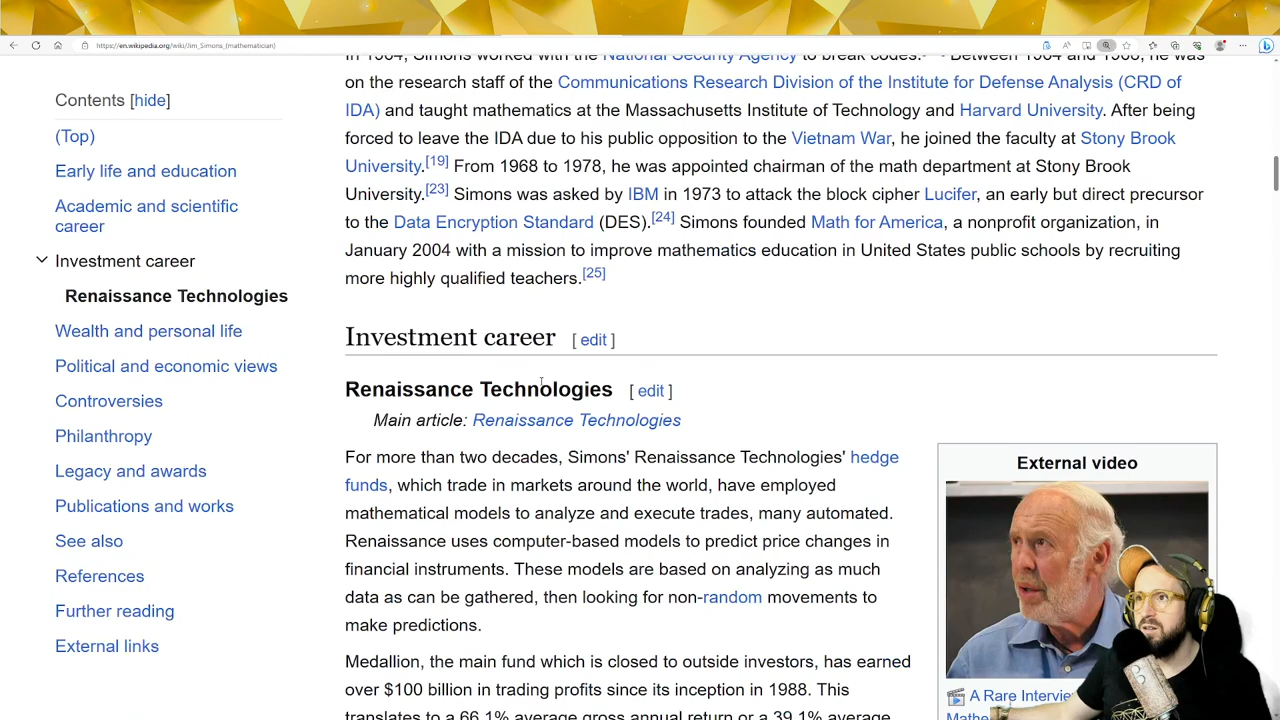 https://en.wikipedia.org/wiki/Jim_Simons_(mathematician)
In 1964, Simons worked with the National Security Agency to break codes. Between 1964 and 1968, he was
on the research staff of the Communications Research Division of the Institute for Defense Analysis (CRD of
IDA) and taught mathematics at the Massachusetts Institute of Technology and Harvard University. After being
forced to leave the IDA due to his public opposition to the Vietnam War, he joined the faculty at Stony Brook
University.[19] From 1968 to 1978, he was appointed chairman of the math department at Stony Brook
University.[23] Simons was asked by IBM in 1973 to attack the block cipher Lucifer, an early but direct precursor
to the Data Encryption Standard (DES).[24] Simons founded Math for America, a nonprofit organization, in
January 2004 with a mission to improve mathematics education in United States public schools by recruiting
more highly qualified teachers.[25]
Contents [hide]
(Top)
Early life and education
Academic and scientific
career
Investment career
Renaissance Technologies
Wealth and personal life
Political and economic views
Controversies
Philanthropy
Legacy and awards
Publications and works
See also
References
Further reading
External links
Investment career [ edit ]
Renaissance Technologies [ edit ]
Main article: Renaissance Technologies
For more than two decades, Simons' Renaissance Technologies' hedge
funds, which trade in markets around the world, have employed
mathematical models to analyze and execute trades, many automated.
Renaissance uses computer-based models to predict price changes in
financial instruments. These models are based on analyzing as much
data as can be gathered, then looking for non-random movements to
make predictions.
Medallion, the main fund which is closed to outside investors, has earned
over $100 billion in trading profits since its inception in 1988. This
translates to a 66.1% average gross annual return or a 39.1% average
External video
A Rare Intervie
Mathe